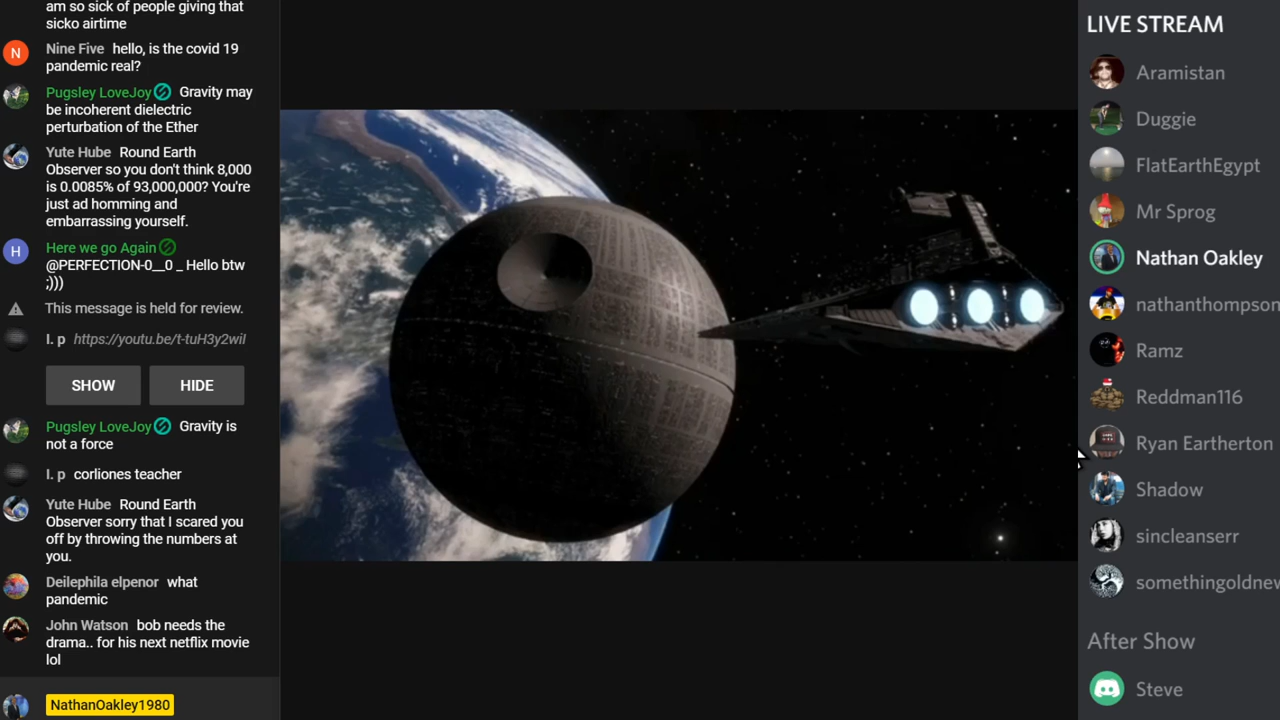 am so sick of people giving that
sicko airtime
N
Nine Five hello, is the covid 19
pandemic real?
Pugsley LoveJoy Gravity may
be incoherent dielectric
perturbation of the Ether
Yute Hube Round Earth
Observer so you don't think 8,000
is 0.0085% of 93,000,000? You're
just ad homming and
embarrassing yourself.
H
Here we go Again
@PERFECTION-0__0 _ Hello btw
;)))
This message is held for review.
I. p https://youtu.be/t-tuH3y2wiI
SHOW HIDE
Pugsley LoveJoy Gravity is
not a force
I. p corliones teacher
Yute Hube Round Earth
Observer sorry that I scared you
off by throwing the numbers at
you.
Deilephila elpenor what
pandemic
John Watson bob needs the
drama.. for his next netflix movie
lol
NathanOakley1980
LIVE STREAM
Aramistan
Duggie
FlatEarthEgypt
Mr Sprog
Nathan Oakley
nathanthompson
Ramz
Reddman116
Ryan Eartherton
Shadow
sincleanserr
somethingoldnew
After Show
Steve